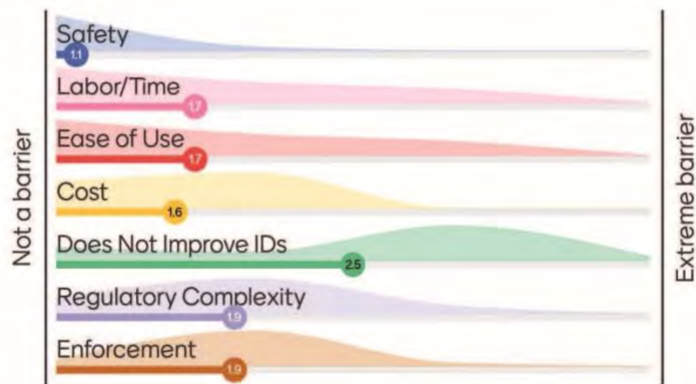 Not a barrier
Safety
1.1
Labor/Time
1.7
Ease of Use
1.7
Cost
1.6
Does Not Improve IDs
2.5
Regulatory Complexity
1.9
Enforcement
1.9
Extreme barrier